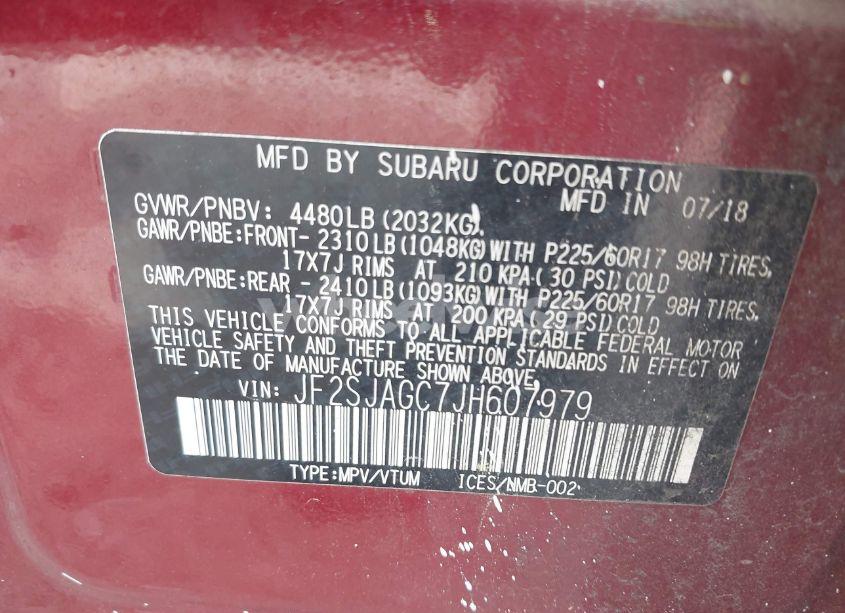 MFD BY SUBARU CORPORATION
MFD IN 07/18
GVWR/PNBV: 4480LB(2032KG).
GAWR/PNBE:FRONT- 2310LB(1048KG)WITH P225/60R17 98H TIRES,
17X7J RIMS AT 210 KPA(30 PSI)COLD
GAWR/PNBE:REAR - 2410LB(1093KG)WITH P225/60R17 98H TIRES.
17X7J RIMS AT 200 KPA(29 PSI)COLD
THIS VEHICLE CONFORMS TO ALL APPLICABLE FEDERAL MOTOR
VEHICLE SAFETY AND THEFT PREVENTION STANDARDS IN EFFECT ON
THE DATE OF MANUFACTURE SHOWN ABOVE.
VIN: JF2SJAGC7JH607979
TYPE:MPV/VTUM ICES/NMB-002